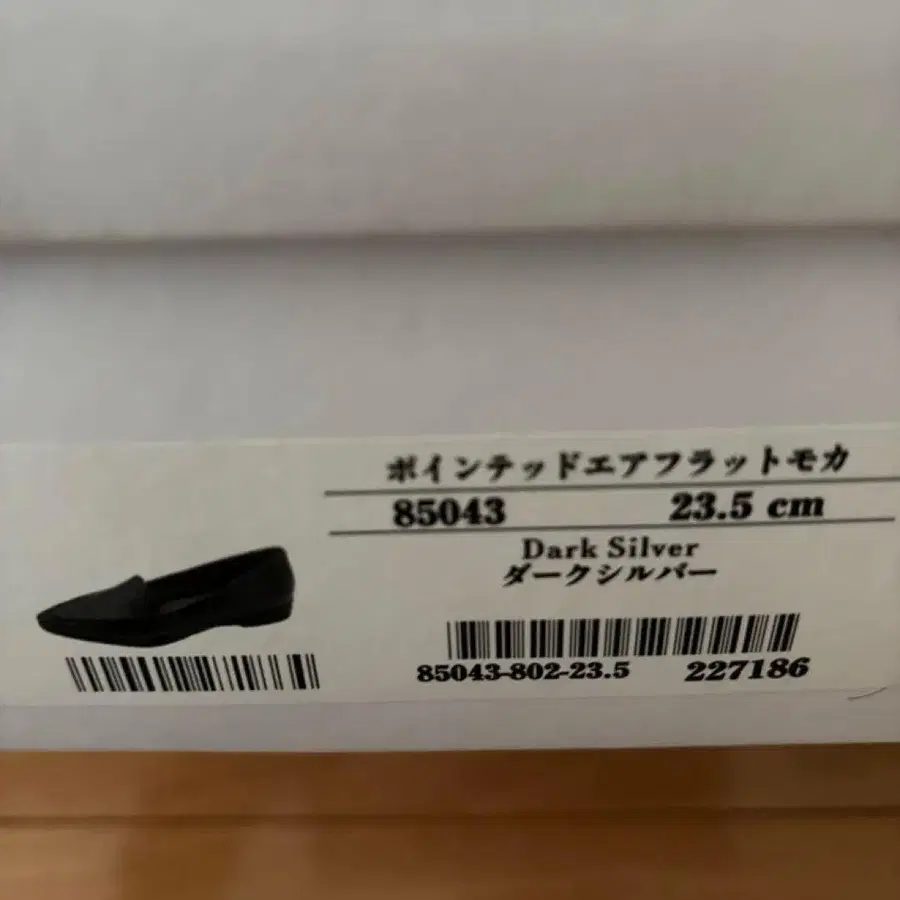 ポインテッドエアフラットモカ
85043 23.5 cm
Dark Silver
ダークシルバー
85043-802-23.5 227186